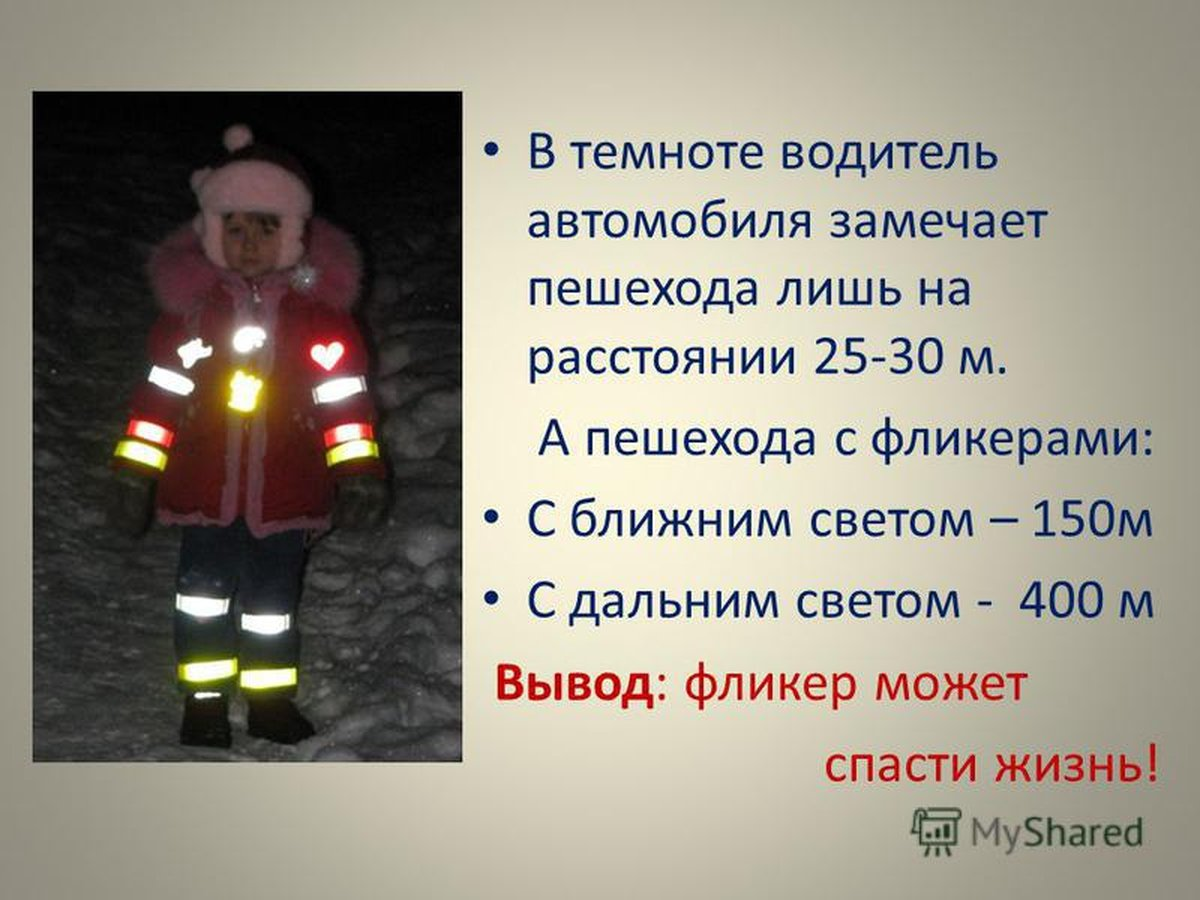 • В темноте водитель
автомобиля замечает
пешехода лишь на
расстоянии 25-30 м.
А пешехода с фликерами:
• С ближним светом – 150м
• С дальним светом - 400 м
Вывод: фликер может
спасти жизнь!
MyShared